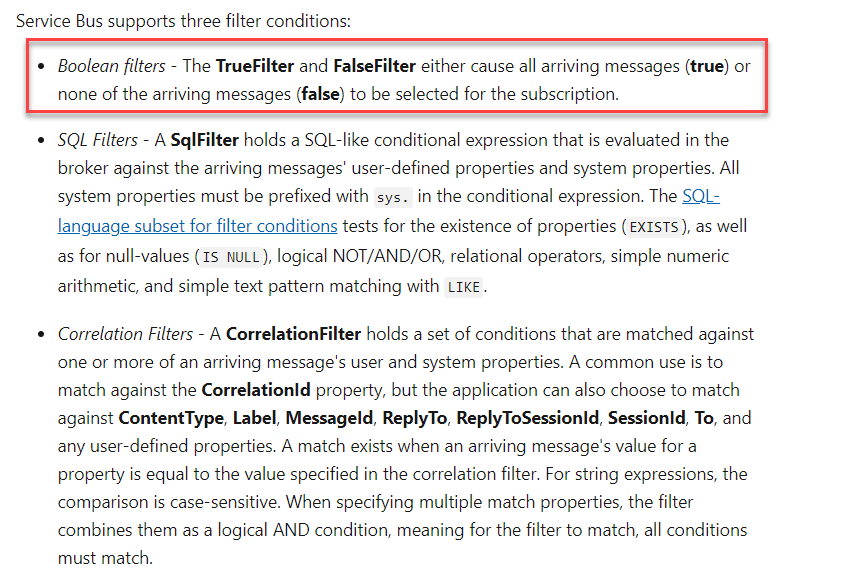 Service Bus supports three filter conditions:
• Boolean filters - The TrueFilter and FalseFilter either cause all arriving messages (true) or
none of the arriving messages (false) to be selected for the subscription.
• SQL Filters - A SqlFilter holds a SQL-like conditional expression that is evaluated in the
broker against the arriving messages' user-defined properties and system properties. All
system properties must be prefixed with sys. in the conditional expression. The SQL-
language subset for filter conditions tests for the existence of properties (EXISTS), as well
as for null-values (IS NULL), logical NOT/AND/OR, relational operators, simple numeric
arithmetic, and simple text pattern matching with LIKE.
• Correlation Filters - A CorrelationFilter holds a set of conditions that are matched against
one or more of an arriving message's user and system properties. A common use is to
match against the CorrelationId property, but the application can also choose to match
against ContentType, Label, MessageId, ReplyTo, ReplyToSessionId, SessionId, To, and
any user-defined properties. A match exists when an arriving message's value for a
property is equal to the value specified in the correlation filter. For string expressions, the
comparison is case-sensitive. When specifying multiple match properties, the filter
combines them as a logical AND condition, meaning for the filter to match, all conditions
must match.